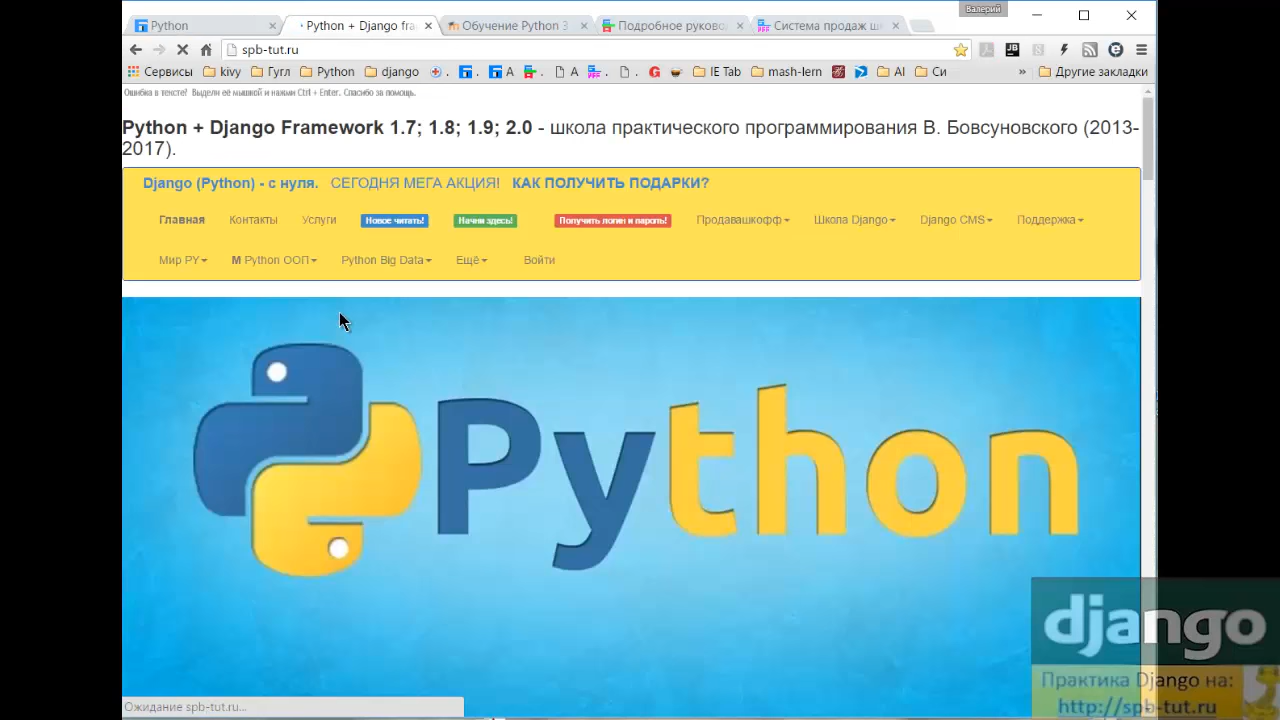 Валерий
Python
Python + Django fra
Обучение Python 3
Подробное руково
Система продаж ш
spb-tut.ru
Сервисы kivy Гугл Python django . . A . A . . G IE Tab mash-lern AI Си » Другие закладки
Ошибка в тексте? Выдели её мышкой и нажми Ctrl + Enter. Спасибо за помощь.
Python + Django Framework 1.7; 1.8; 1.9; 2.0 - школа практического программирования В. Бовсуновского (2013-
2017).
Django (Python) - с нуля. СЕГОДНЯ МЕГА АКЦИЯ! КАК ПОЛУЧИТЬ ПОДАРКИ?
Главная Контакты Услуги Новое читать! Начни здесь! Получить логин и пароль! Продавашкофф Школа Django Django CMS Поддержка
Мир PY М Python ООП Python Big Data Ещё Войти
Python
django
Практика Django на:
http://spb-tut.ru
Ожидание spb-tut.ru...